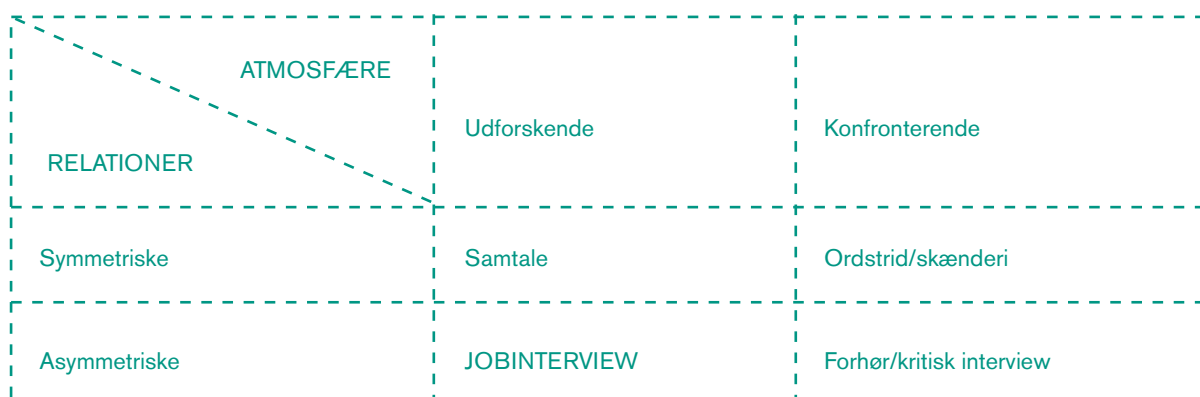 ATMOSFÆRE
RELATIONER
Udforskende
Konfronterende
Symmetriske
Samtale
Ordstrid/skænderi
Asymmetriske
JOBINTERVIEW
Forhør/kritisk interview